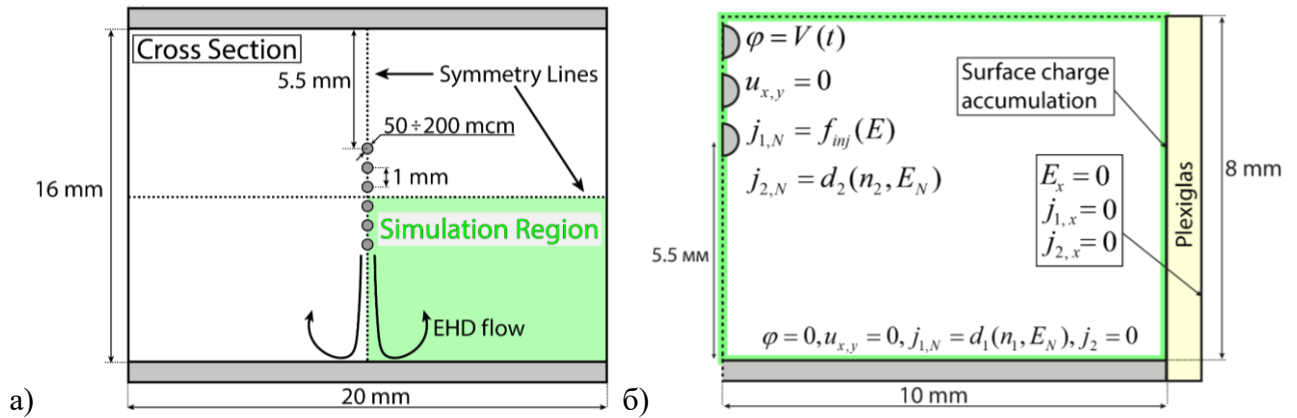 Cross Section
5.5 mm
Symmetry Lines
50÷200 mcm
1 mm
16 mm
Simulation Region
EHD flow
20 mm
а)
φ = V(t)
u_{x,y} = 0
j_{1,N} = f_{inj}(E)
j_{2,N} = d_2(n_2, E_N)
Surface charge
accumulation
E_x = 0
j_{1,x} = 0
j_{2,x} = 0
Plexiglas
8 mm
5.5 мм
φ = 0, u_{x,y} = 0, j_{1,N} = d_1(n_1, E_N), j_2 = 0
10 mm
б)